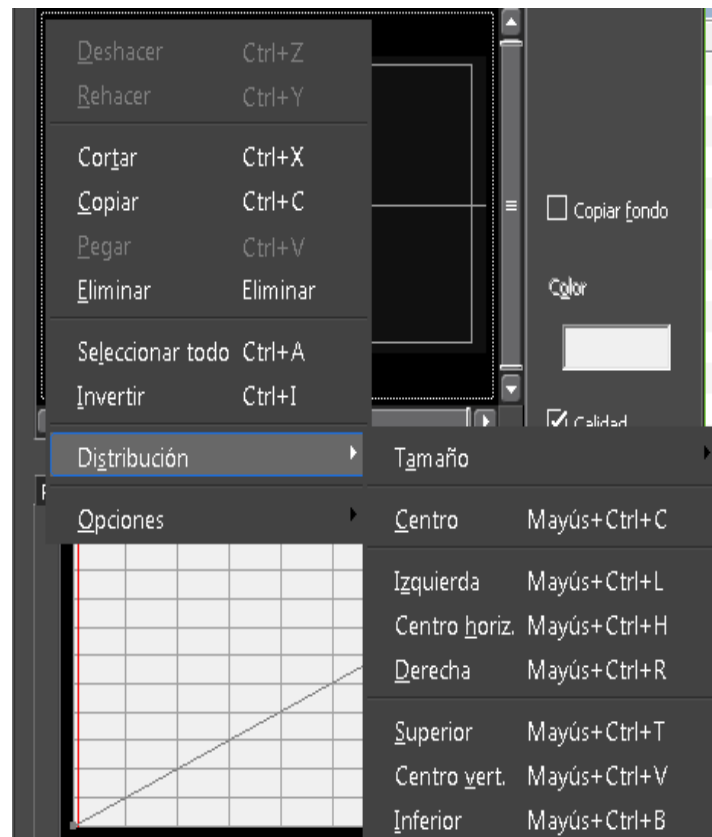 Deshacer Ctrl+Z
Rehacer Ctrl+Y
Cortar Ctrl+X
Copiar Ctrl+C
Pegar Ctrl+V
Eliminar Eliminar
Seleccionar todo Ctrl+A
Invertir Ctrl+I
Distribución
Opciones
Copiar fondo
Color
Calidad
Tamaño
Centro Mayús+Ctrl+C
Izquierda Mayús+Ctrl+L
Centro horiz. Mayús+Ctrl+H
Derecha Mayús+Ctrl+R
Superior Mayús+Ctrl+T
Centro vert. Mayús+Ctrl+V
Inferior Mayús+Ctrl+B